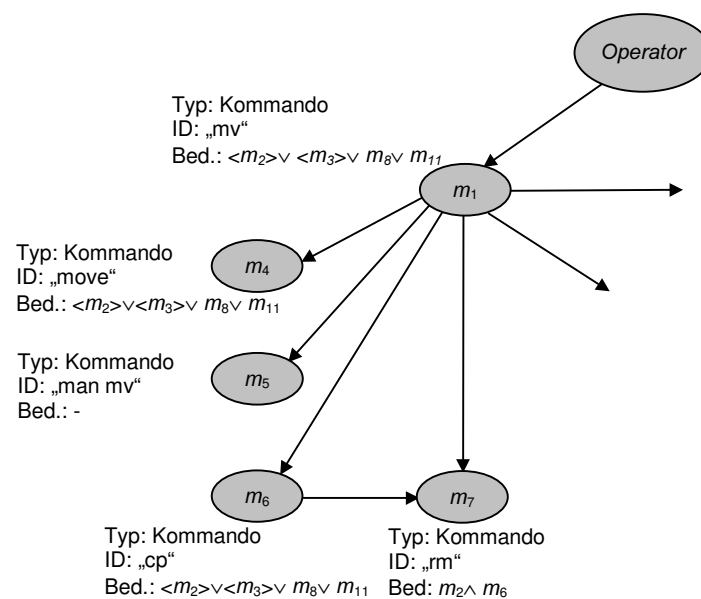 Operator
Typ: Kommando
ID: „mv“
Bed.: <m₂>∨ <m₃>∨ m₈∨ m₁₁
m₁
Typ: Kommando
ID: „move“
Bed.: <m₂>∨<m₃>∨ m₈∨ m₁₁
m₄
Typ: Kommando
ID: „man mv“
Bed.: -
m₅
m₆
m₇
Typ: Kommando
ID: „cp“
Bed.: <m₂>∨<m₃>∨ m₈∨ m₁₁
Typ: Kommando
ID: „rm“
Bed: m₂∧ m₆